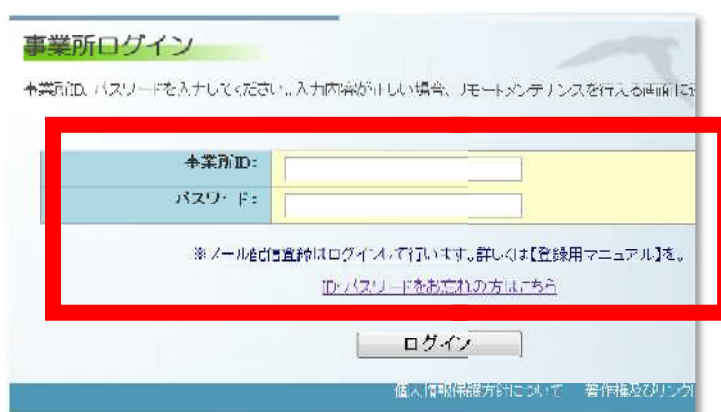 事業所ログイン
事業所ID、パスワードを入力してください。入力内容が正しい場合、リモートメンテナンスを行える画面に
事業所ID:
パスワード:
※メール配信登録はログインして行います。詳しくは【登録用マニュアル】を。
ID・パスワードをお忘れの方はこちら
ログイン
個人情報保護方針について 著作権及びリンク